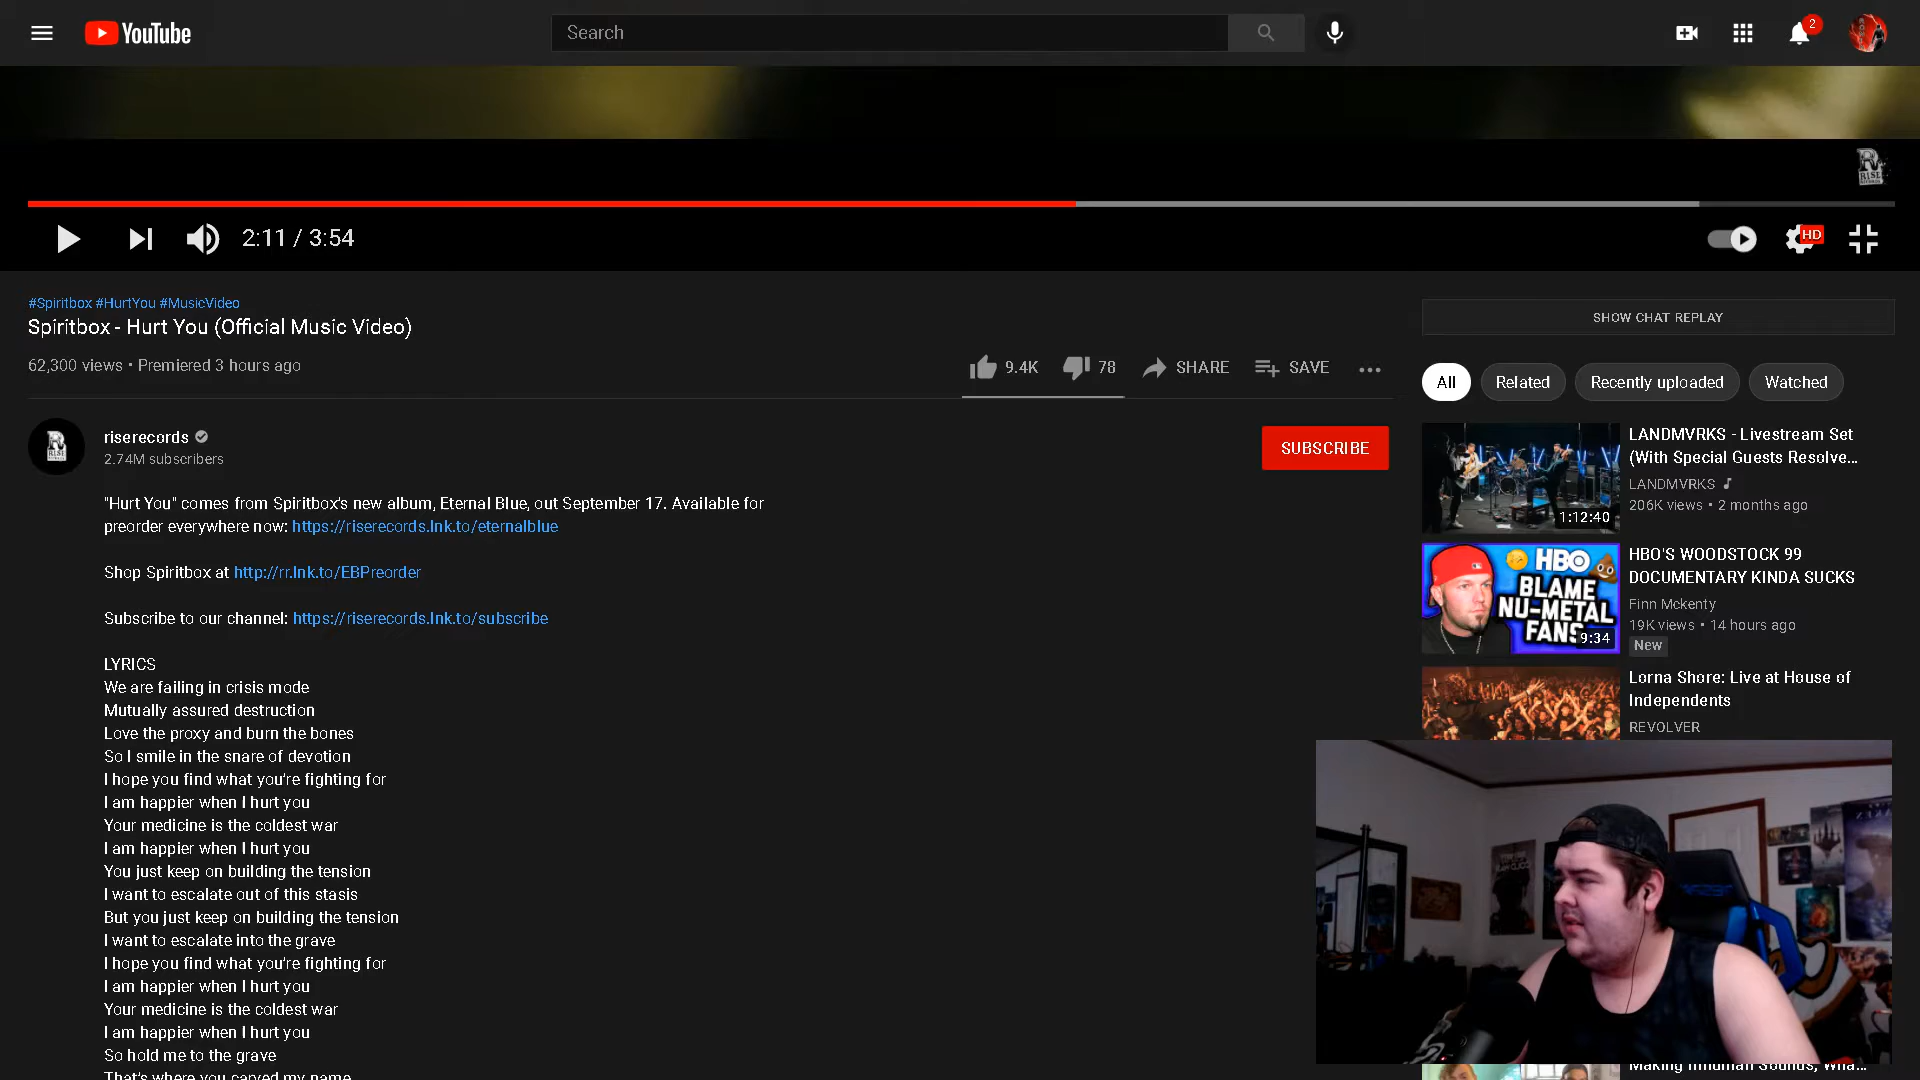 YouTube
Search
2
RISE
2:11 / 3:54
HD
#Spiritbox #HurtYou #MusicVideo
Spiritbox - Hurt You (Official Music Video)
62,300 views • Premiered 3 hours ago
9.4K
78
SHARE
SAVE
riserecords
2.74M subscribers
SUBSCRIBE
"Hurt You" comes from Spiritbox's new album, Eternal Blue, out September 17. Available for
preorder everywhere now: https://riserecords.lnk.to/eternalblue
Shop Spiritbox at http://rr.lnk.to/EBPreorder
Subscribe to our channel: https://riserecords.lnk.to/subscribe
LYRICS
We are failing in crisis mode
Mutually assured destruction
Love the proxy and burn the bones
So I smile in the snare of devotion
I hope you find what you're fighting for
I am happier when I hurt you
Your medicine is the coldest war
I am happier when I hurt you
You just keep on building the tension
I want to escalate out of this stasis
But you just keep on building the tension
I want to escalate into the grave
I hope you find what you're fighting for
I am happier when I hurt you
Your medicine is the coldest war
I am happier when I hurt you
So hold me to the grave
That's where you carved my name
SHOW CHAT REPLAY
All
Related
Recently uploaded
Watched
1:12:40
LANDMVRKS - Livestream Set
(With Special Guests Resolve...
LANDMVRKS
206K views • 2 months ago
HBO
BLAME
NU-METAL
FANS
9:34
HBO'S WOODSTOCK 99
DOCUMENTARY KINDA SUCKS
Finn Mckenty
19K views • 14 hours ago
New
Lorna Shore: Live at House of
Independents
REVOLVER
Making Inhuman Sounds, Wha...